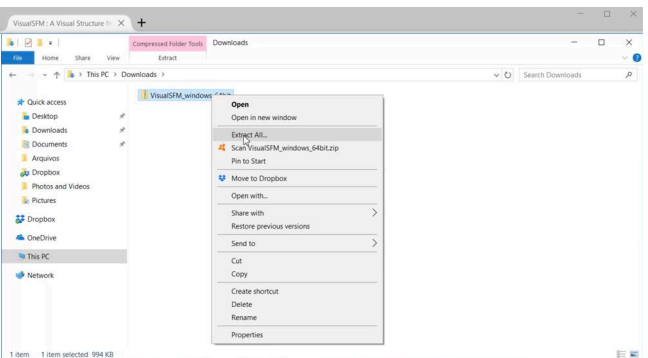 VisualSFM : A Visual Structure fr
Compressed Folder Tools
Downloads
File
Home
Share
View
Extract
This PC > Downloads >
Search Downloads
Quick access
Desktop
Downloads
Documents
Arquivos
Dropbox
Photos and Videos
Pictures
Dropbox
OneDrive
This PC
Network
VisualSFM_windows_64bit
Open
Open in new window
Extract All...
Scan VisualSFM_windows_64bit.zip
Pin to Start
Move to Dropbox
Open with...
Share with
Restore previous versions
Send to
Cut
Copy
Create shortcut
Delete
Rename
Properties
1 item 1 item selected 994 KB